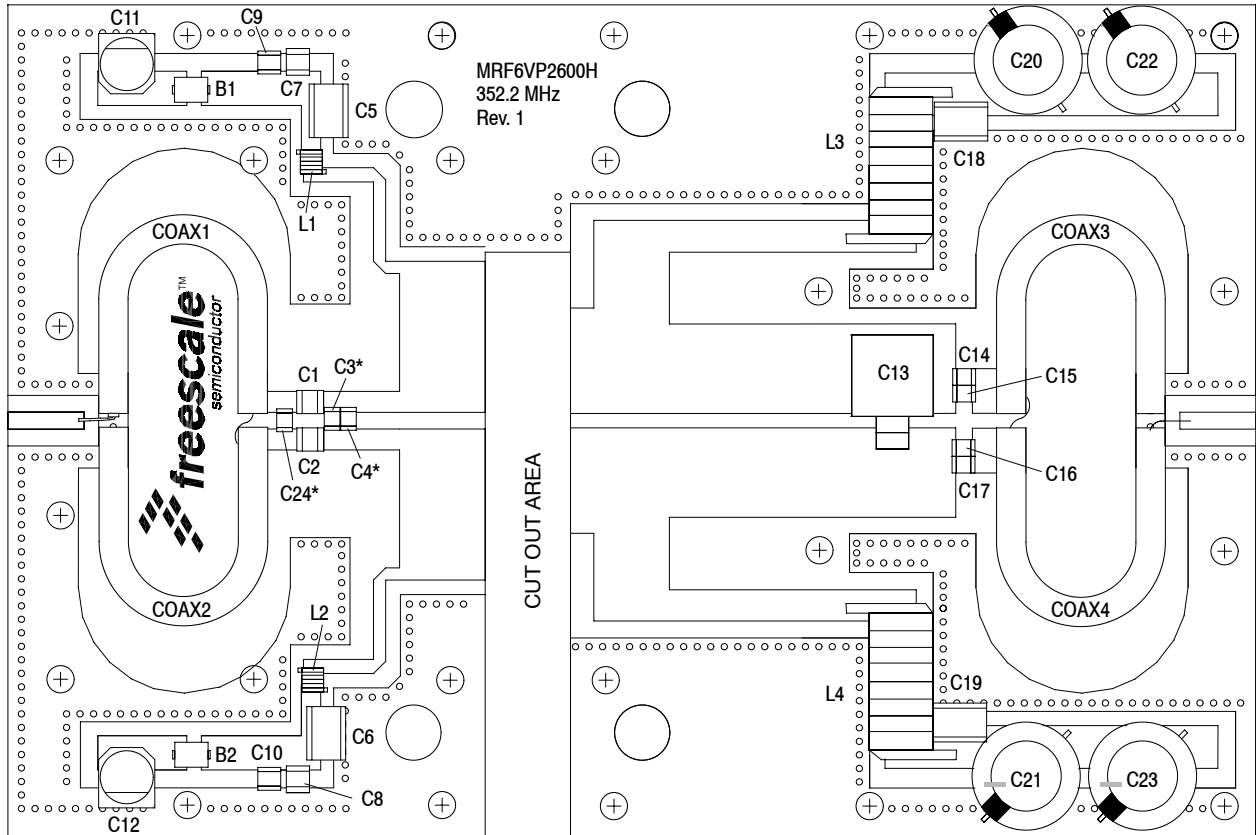 C11
C9
C7
B1
C5
L1
MRF6VP2600H
352.2 MHz
Rev. 1
C20
C22
L3
C18
COAX1
COAX3
freescale™
semiconductor
C1
C3*
C2
C4*
C24*
CUT OUT AREA
C13
C14
C15
C16
C17
COAX2
COAX4
L2
B2
C10
C6
C8
C12
L4
C19
C21
C23